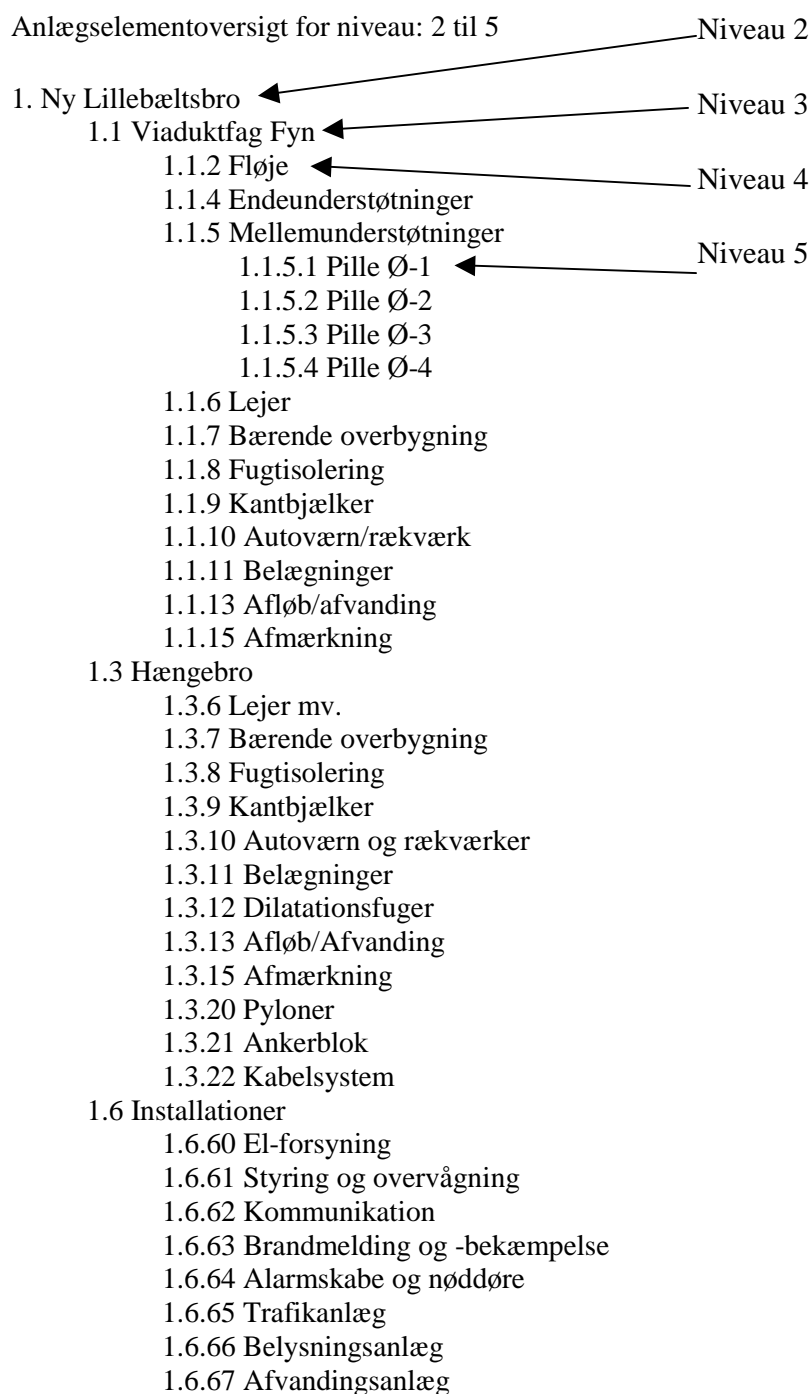 Anlægselementoversigt for niveau: 2 til 5
Niveau 2
1. Ny Lillebæltsbro
Niveau 3
1.1 Viaduktfag Fyn
1.1.2 Fløje
Niveau 4
1.1.4 Endeunderstøtninger
1.1.5 Mellemunderstøtninger
Niveau 5
1.1.5.1 Pille Ø-1
1.1.5.2 Pille Ø-2
1.1.5.3 Pille Ø-3
1.1.5.4 Pille Ø-4
1.1.6 Lejer
1.1.7 Bærende overbygning
1.1.8 Fugtisolering
1.1.9 Kantbjælker
1.1.10 Autoværn/rækværk
1.1.11 Belægninger
1.1.13 Afløb/afvanding
1.1.15 Afmærkning
1.3 Hængebro
1.3.6 Lejer mv.
1.3.7 Bærende overbygning
1.3.8 Fugtisolering
1.3.9 Kantbjælker
1.3.10 Autoværn og rækværker
1.3.11 Belægninger
1.3.12 Dilatationsfuger
1.3.13 Afløb/Afvanding
1.3.15 Afmærkning
1.3.20 Pyloner
1.3.21 Ankerblok
1.3.22 Kabelsystem
1.6 Installationer
1.6.60 El-forsyning
1.6.61 Styring og overvågning
1.6.62 Kommunikation
1.6.63 Brandmelding og -bekæmpelse
1.6.64 Alarmskabe og nøddøre
1.6.65 Trafikanlæg
1.6.66 Belysningsanlæg
1.6.67 Afvandingsanlæg